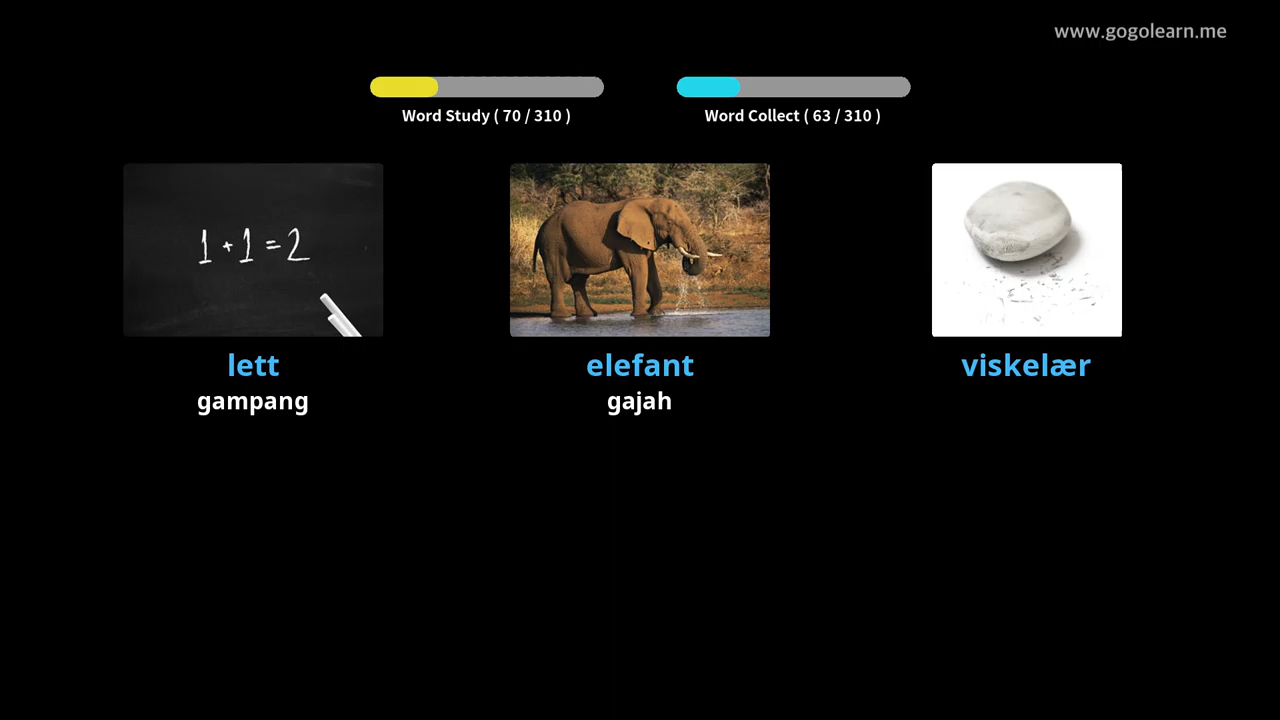 www.gogolearn.me
Word Study ( 70 / 310 )
Word Collect ( 63 / 310 )
1 + 1 = 2
lett
gampang
elefant
gajah
viskelær